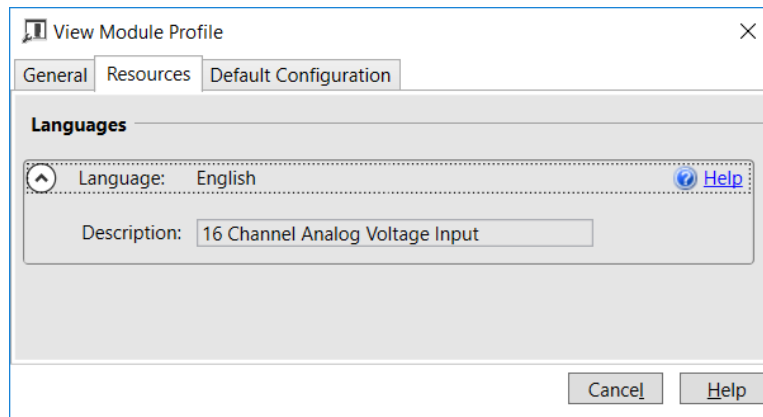 View Module Profile
General Resources Default Configuration
Languages
Language: English Help
Description: 16 Channel Analog Voltage Input
Cancel Help